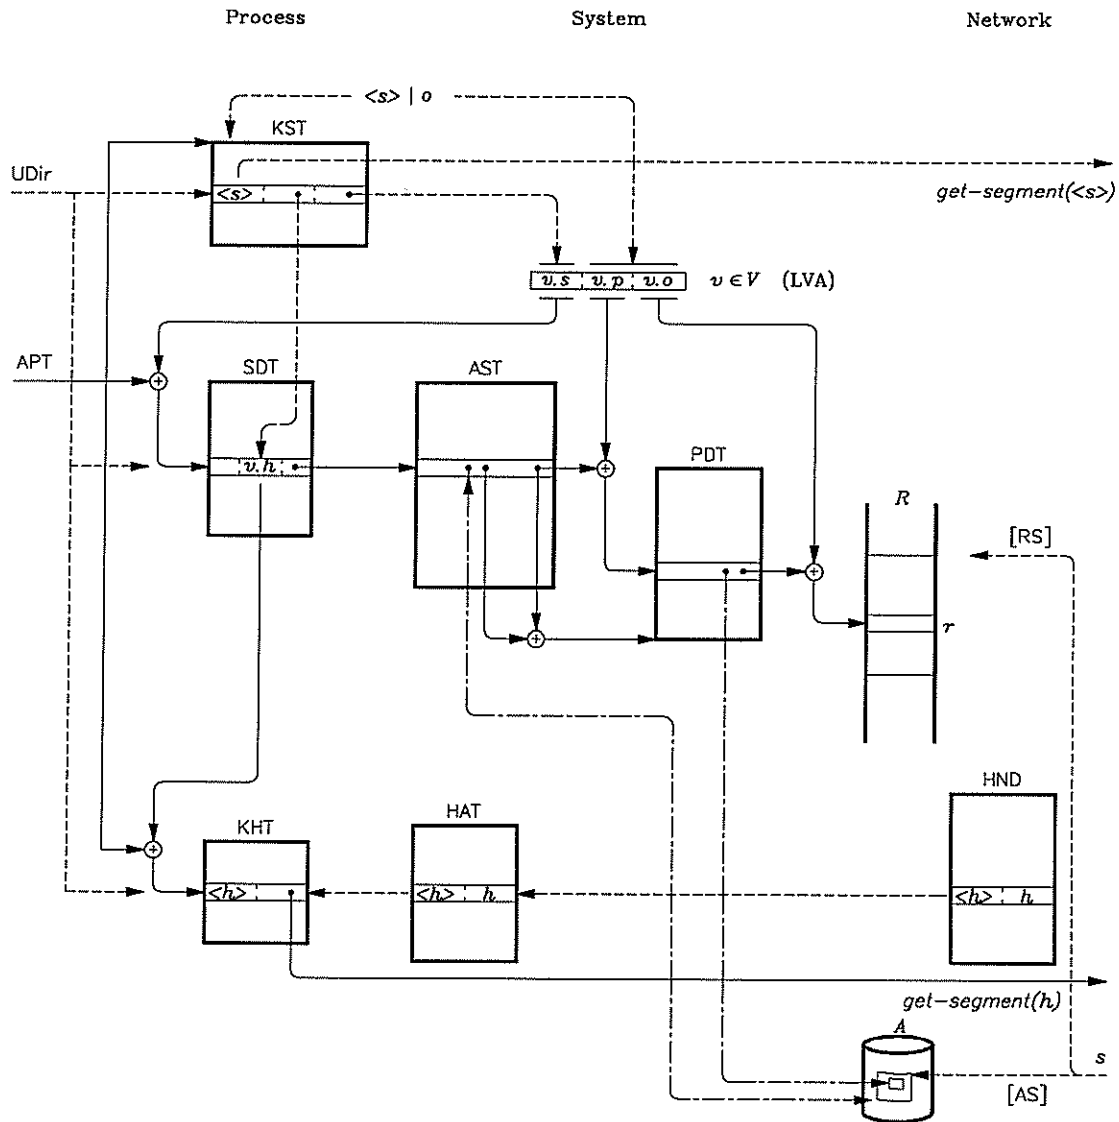 Process System Network
<s> | o
KST
UDir
<s>
get-segment(<s>)
v.s v.p v.o v ∈ V (LVA)
APT
SDT AST
v.h
PDT
R
[RS]
r
HND
HAT
KHT
<h> <h> h <h> h
get-segment(h)
A
s
[AS]